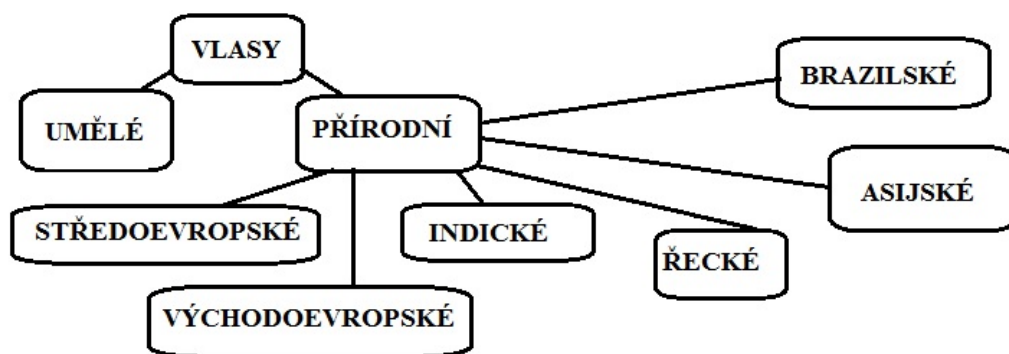 VLASY
BRAZILSKÉ
UMĚLÉ
PŘÍRODNÍ
ASIJSKÉ
STŘEDOEVROPSKÉ
INDICKÉ
ŘECKÉ
VÝCHODOEVROPSKÉ